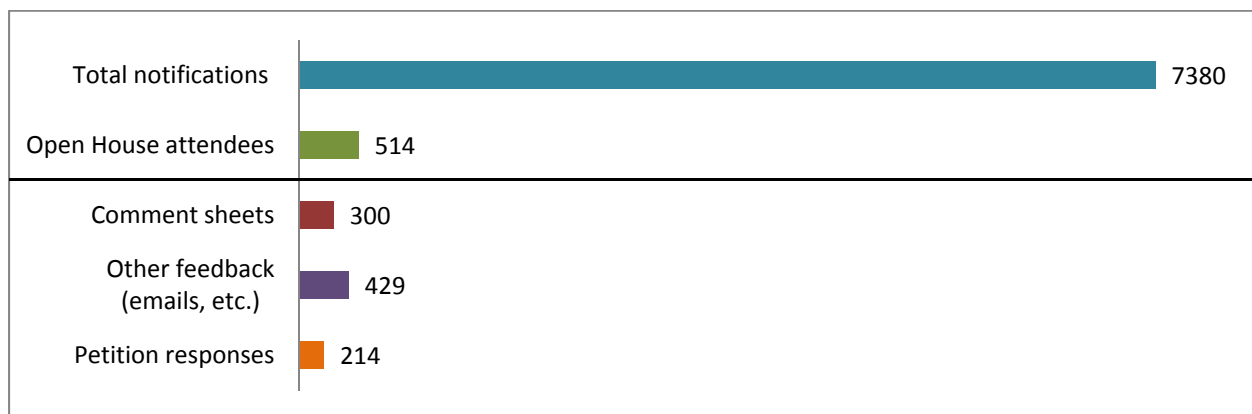 Total notifications 7380
Open House attendees 514
Comment sheets 300
Other feedback
(emails, etc.) 429
Petition responses 214